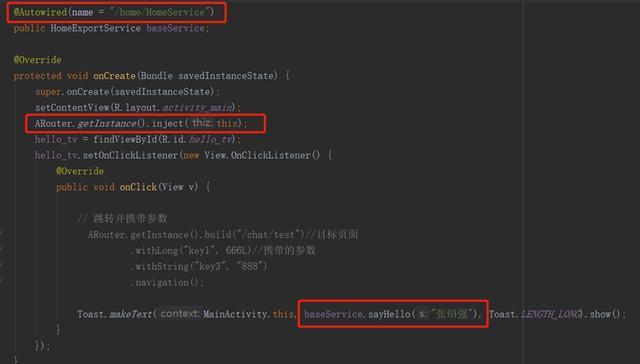 @Autowired(name = "/home/HomeService")
public HomeExportService baseService;
@Override
protected void onCreate(Bundle savedInstanceState) {
super.onCreate(savedInstanceState);
setContentView(R.layout.activity_main);
ARouter.getInstance().inject( thiz: this);
hello_tv = findViewById(R.id.hello_tv);
hello_tv.setOnClickListener(new View.OnClickListener() {
@Override
public void onClick(View v) {
// 跳转并携带参数
// ARouter.getInstance().build("/chat/test")//目标页面
// .withLong("key1", 666L)//携带的参数
// .withString("key3", "888")
// .navigation();
Toast.makeText( context: MainActivity.this, baseService.sayHello( s: "张绍强"), Toast.LENGTH_LONG).show();
}
});